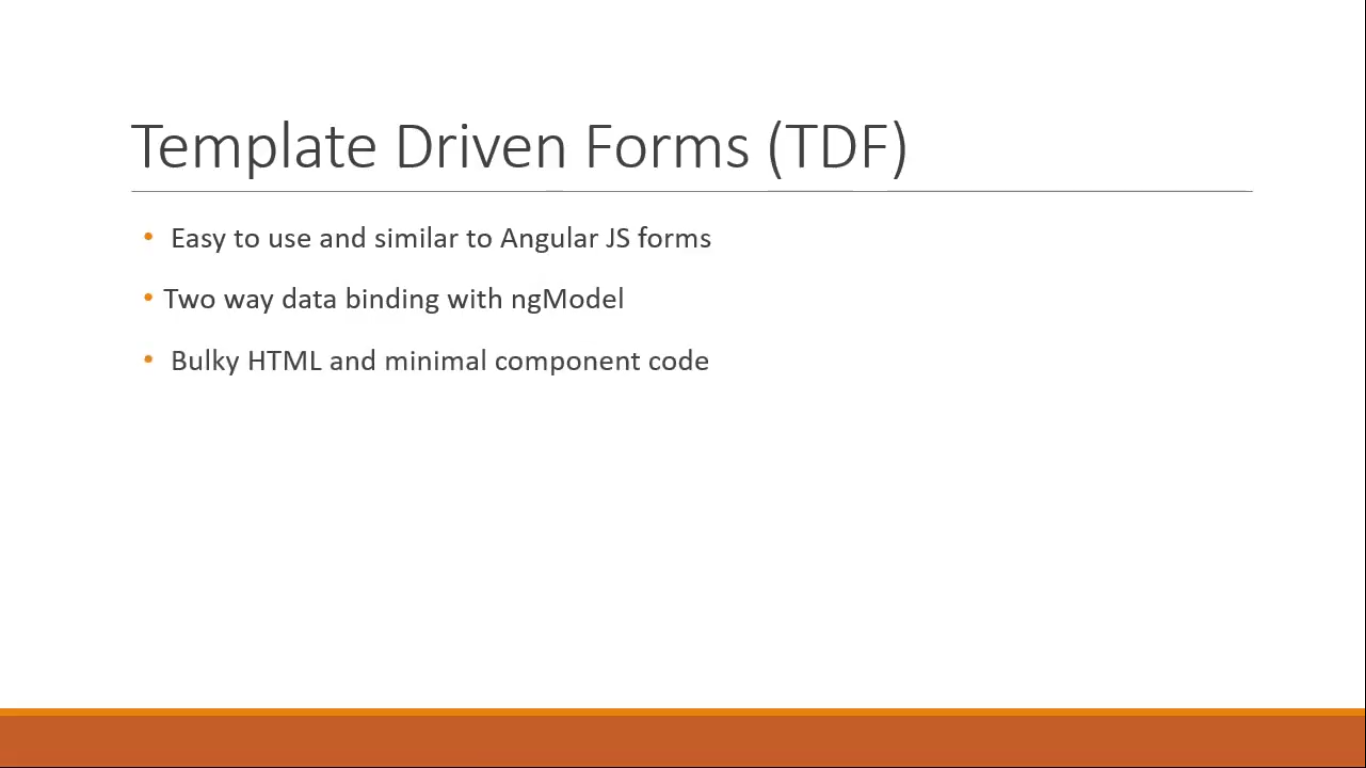 Template Driven Forms (TDF)
• Easy to use and similar to Angular JS forms
• Two way data binding with ngModel
• Bulky HTML and minimal component code